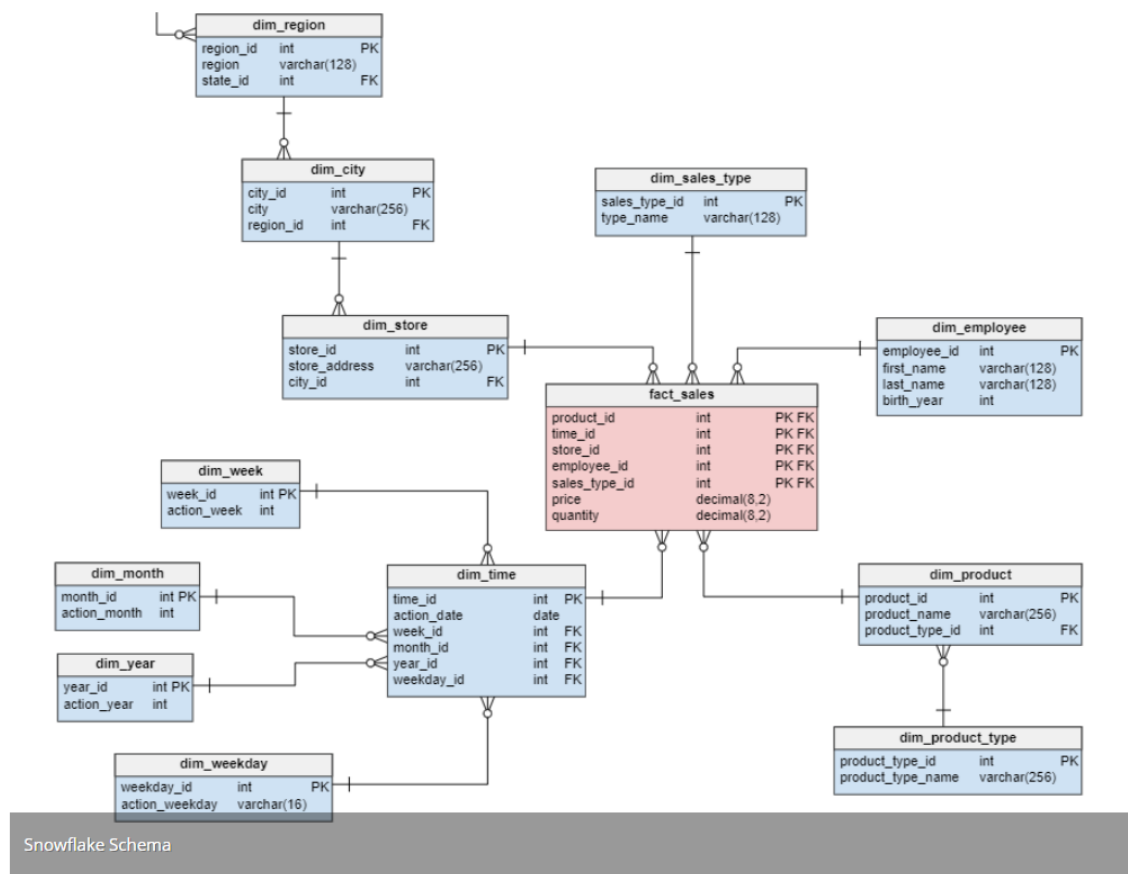 dim_region
region_id int PK
region varchar(128)
state_id int FK
dim_city
city_id int PK
city varchar(256)
region_id int FK
dim_sales_type
sales_type_id int PK
type_name varchar(128)
dim_store
store_id int PK
store_address varchar(256)
city_id int FK
dim_employee
employee_id int PK
first_name varchar(128)
last_name varchar(128)
birth_year int
fact_sales
product_id int PK FK
time_id int PK FK
store_id int PK FK
employee_id int PK FK
sales_type_id int PK FK
price decimal(8,2)
quantity decimal(8,2)
dim_week
week_id int PK
action_week int
dim_month
month_id int PK
action_month int
dim_time
time_id int PK
action_date date
week_id int FK
month_id int FK
year_id int FK
weekday_id int FK
dim_product
product_id int PK
product_name varchar(256)
product_type_id int FK
dim_year
year_id int PK
action_year int
dim_weekday
weekday_id int PK
action_weekday varchar(16)
dim_product_type
product_type_id int PK
product_type_name varchar(256)
Snowflake Schema